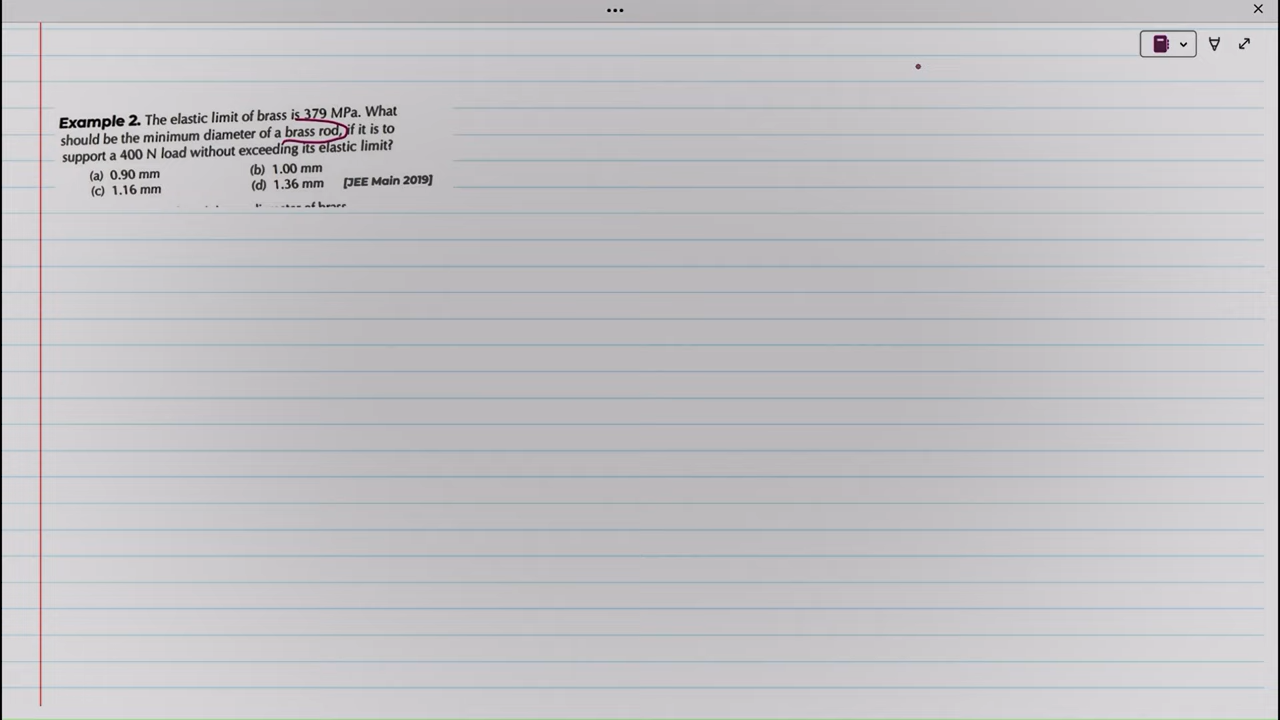 Example 2. The elastic limit of brass is 379 MPa. What
should be the minimum diameter of a brass rod, if it is to
support a 400 N load without exceeding its elastic limit?
(a) 0.90 mm (b) 1.00 mm
(c) 1.16 mm (d) 1.36 mm [JEE Main 2019]